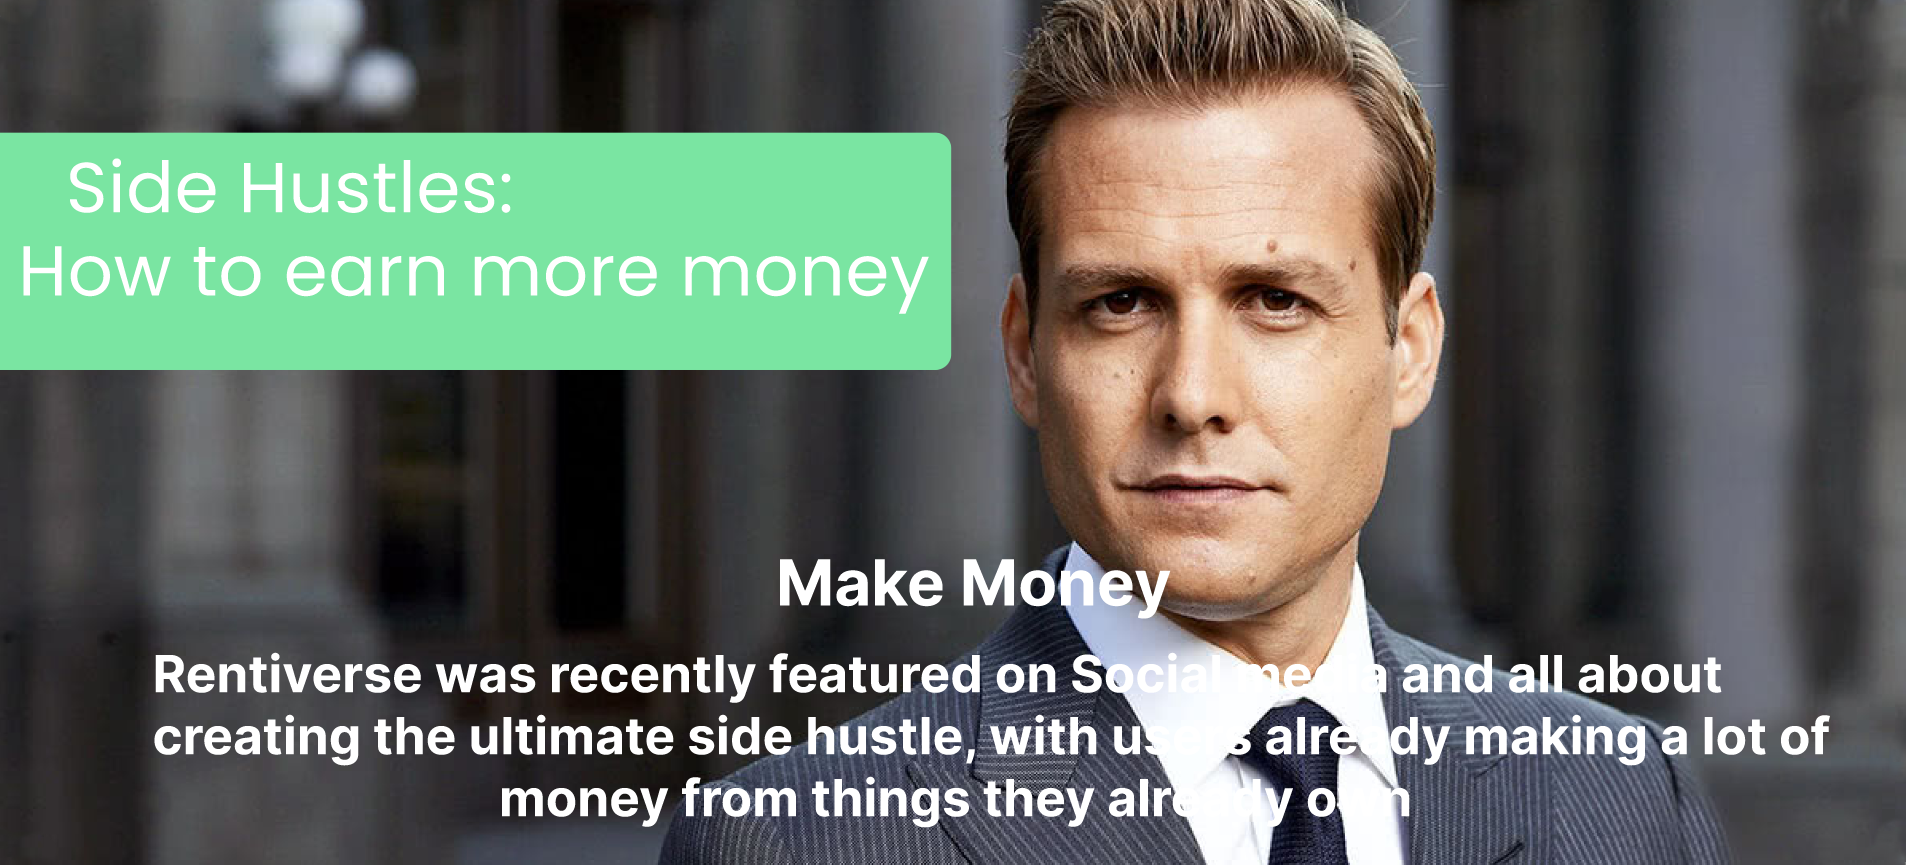 Side Hustles:
How to earn more money
Make Money
Rentiverse was recently featured on Social media and all about
creating the ultimate side hustle, with users already making a lot of
money from things they already own